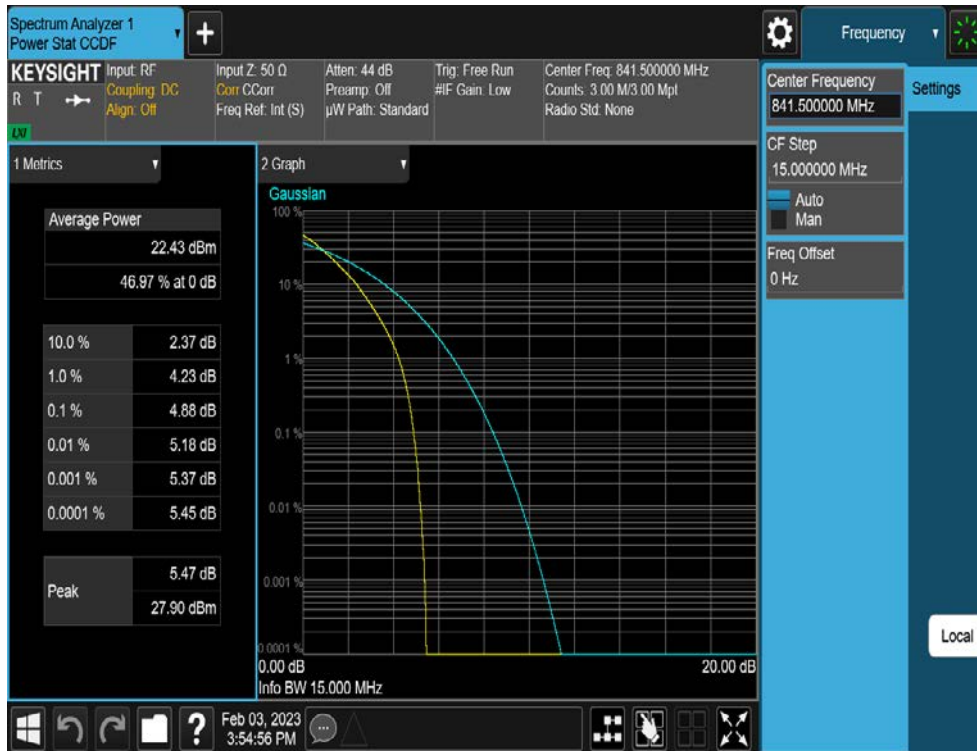 Spectrum Analyzer 1
Power Stat CCDF
+
Frequency
KEYSIGHT
R T
LXI
Input: RF
Coupling: DC
Align: Off
Input Z: 50 Ω
Corr CCorr
Freq Ref: Int (S)
Atten: 44 dB
Preamp: Off
µW Path: Standard
Trig: Free Run
#IF Gain: Low
Center Freq: 841.500000 MHz
Counts: 3.00 M/3.00 Mpt
Radio Std: None
Center Frequency
841.500000 MHz
Settings
CF Step
15.000000 MHz
Auto
Man
Freq Offset
0 Hz
1 Metrics
Average Power
22.43 dBm
46.97 % at 0 dB
10.0 % 2.37 dB
1.0 % 4.23 dB
0.1 % 4.88 dB
0.01 % 5.18 dB
0.001 % 5.37 dB
0.0001 % 5.45 dB
Peak
5.47 dB
27.90 dBm
2 Graph
Gaussian
100 %
10 %
1 %
0.1 %
0.01 %
0.001 %
0.0001 %
0.00 dB 20.00 dB
Info BW 15.000 MHz
Local
?
Feb 03, 2023
3:54:56 PM